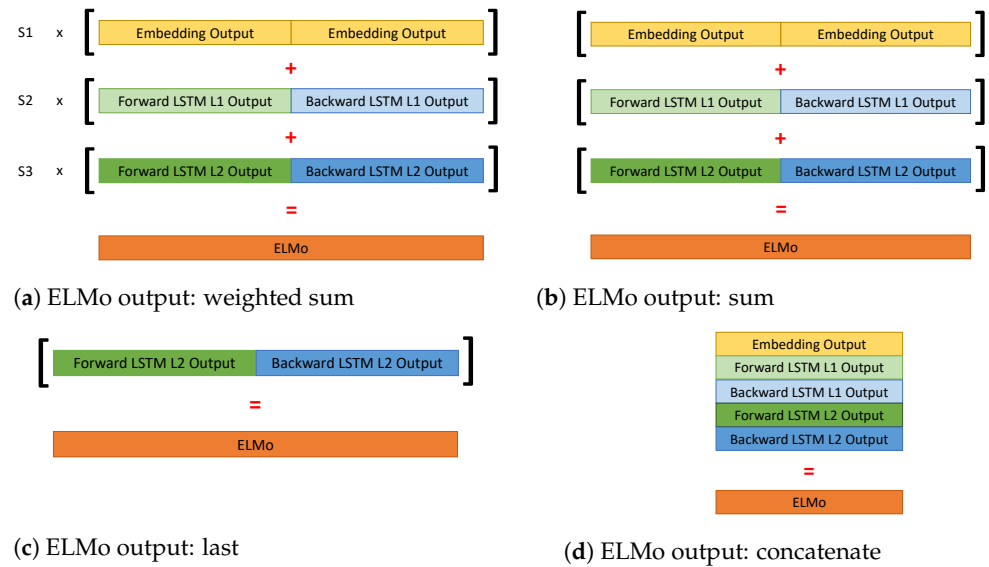 S1 x [ Embedding Output Embedding Output ]
+
S2 x [ Forward LSTM L1 Output Backward LSTM L1 Output ]
+
S3 x [ Forward LSTM L2 Output Backward LSTM L2 Output ]
=
ELMo
(a) ELMo output: weighted sum
[ Embedding Output Embedding Output ]
+
[ Forward LSTM L1 Output Backward LSTM L1 Output ]
+
[ Forward LSTM L2 Output Backward LSTM L2 Output ]
=
ELMo
(b) ELMo output: sum
[ Forward LSTM L2 Output Backward LSTM L2 Output ]
=
ELMo
(c) ELMo output: last
Embedding Output
Forward LSTM L1 Output
Backward LSTM L1 Output
Forward LSTM L2 Output
Backward LSTM L2 Output
=
ELMo
(d) ELMo output: concatenate